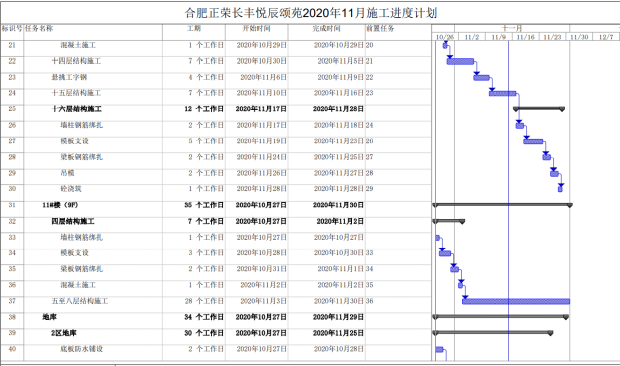 合肥正荣长丰悦辰颂苑2020年11月施工进度计划
标识号 任务名称 工期 开始时间 完成时间 前置任务 十一月
10/26 11/2 11/9 11/16 11/23 11/30 12/7
21 混凝土施工 1 个工作日 2020年10月29日 2020年10月29日 20
22 十四层结构施工 7 个工作日 2020年10月30日 2020年11月5日 21
23 悬挑工字钢 4 个工作日 2020年11月6日 2020年11月9日 22
24 十五层结构施工 7 个工作日 2020年11月10日 2020年11月16日 23
25 十六层结构施工 12 个工作日 2020年11月17日 2020年11月28日
26 墙柱钢筋绑扎 2 个工作日 2020年11月17日 2020年11月18日 24
27 模板支设 5 个工作日 2020年11月19日 2020年11月23日 20
28 梁板钢筋绑扎 2 个工作日 2020年11月24日 2020年11月25日 27
29 吊模 2 个工作日 2020年11月26日 2020年11月27日 28
30 砼浇筑 1 个工作日 2020年11月28日 2020年11月28日 29
31 11#楼（9F） 35 个工作日 2020年10月27日 2020年11月30日
32 四层结构施工 7 个工作日 2020年10月27日 2020年11月2日
33 墙柱钢筋绑扎 1 个工作日 2020年10月27日 2020年10月27日
34 模板支设 3 个工作日 2020年10月28日 2020年10月30日 33
35 梁板钢筋绑扎 2 个工作日 2020年10月31日 2020年11月1日 34
36 混凝土施工 1 个工作日 2020年11月2日 2020年11月2日 35
37 五至八层结构施工 28 个工作日 2020年11月3日 2020年11月30日 36
38 地库 34 个工作日 2020年10月27日 2020年11月29日
39 2区地库 30 个工作日 2020年10月27日 2020年11月25日
40 底板防水铺设 2 个工作日 2020年10月27日 2020年10月28日